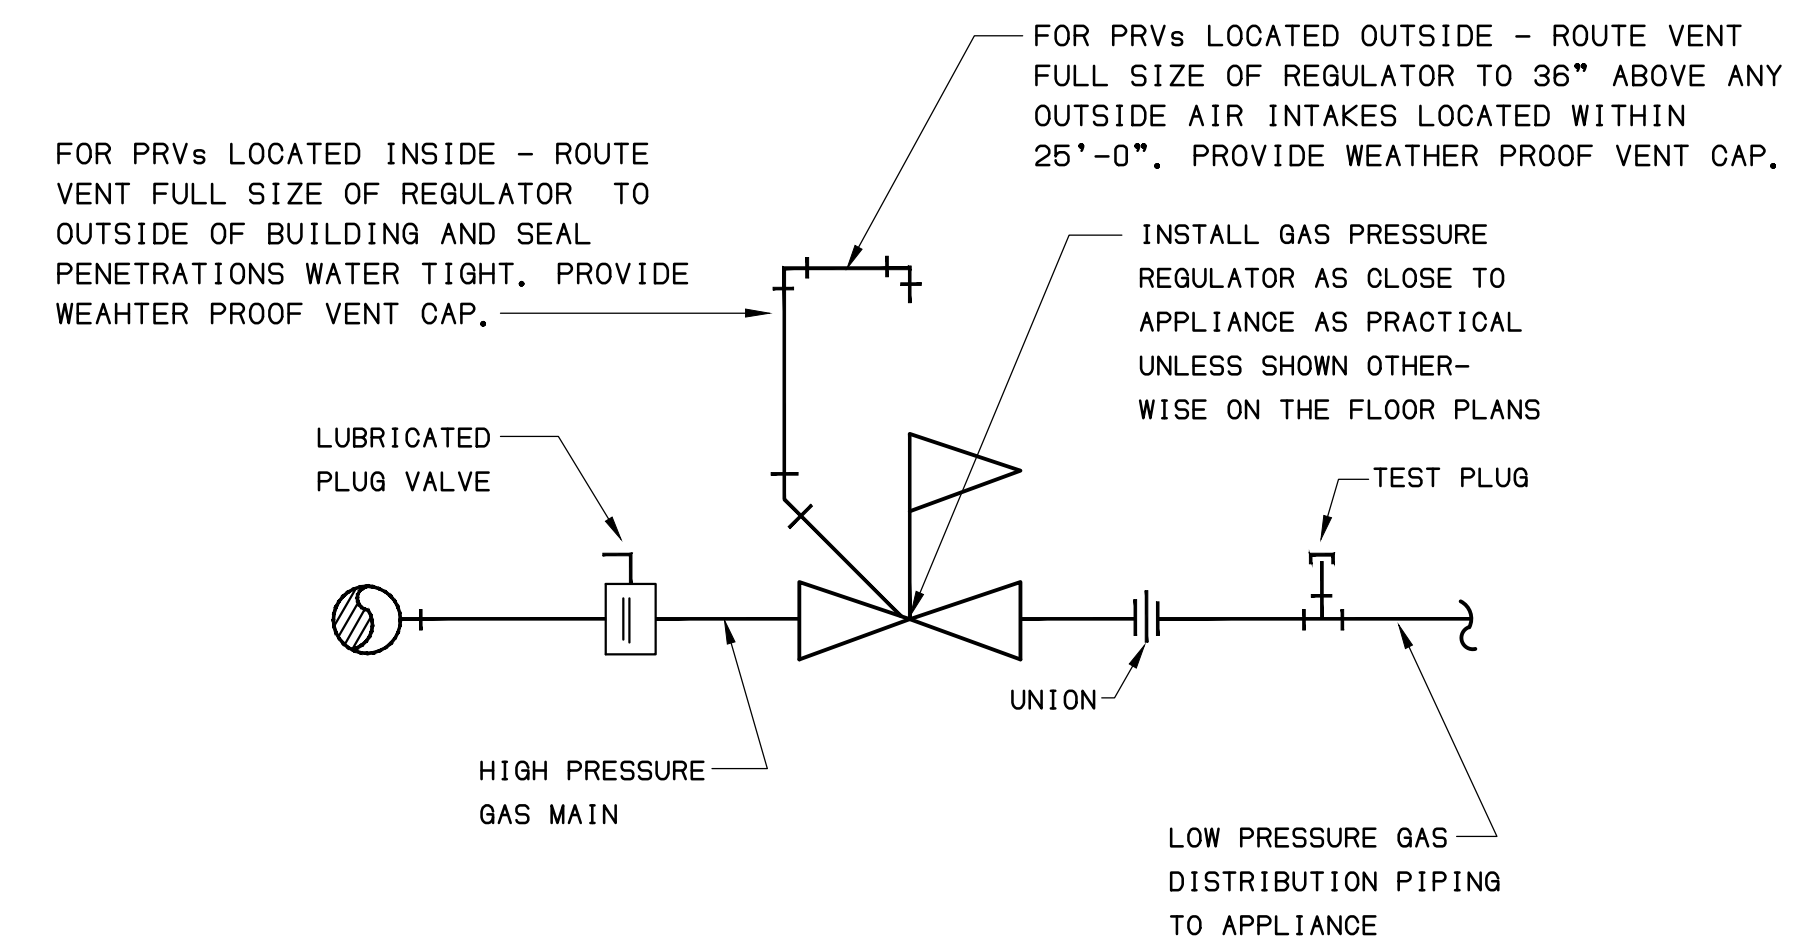 FOR PRVs LOCATED OUTSIDE - ROUTE VENT
FULL SIZE OF REGULATOR TO 36" ABOVE ANY
OUTSIDE AIR INTAKES LOCATED WITHIN
25'-0". PROVIDE WEATHER PROOF VENT CAP.
FOR PRVs LOCATED INSIDE - ROUTE
VENT FULL SIZE OF REGULATOR TO
OUTSIDE OF BUILDING AND SEAL
PENETRATIONS WATER TIGHT. PROVIDE
WEAHTER PROOF VENT CAP.
INSTALL GAS PRESSURE
REGULATOR AS CLOSE TO
APPLIANCE AS PRACTICAL
UNLESS SHOWN OTHER-
WISE ON THE FLOOR PLANS
LUBRICATED
PLUG VALVE
TEST PLUG
UNION
HIGH PRESSURE
GAS MAIN
LOW PRESSURE GAS
DISTRIBUTION PIPING
TO APPLIANCE